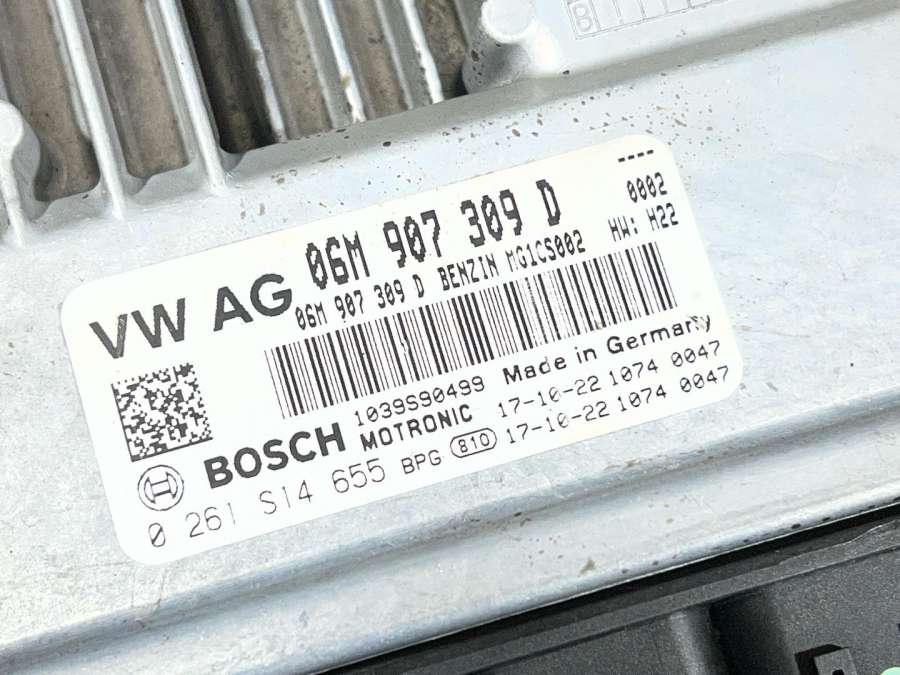 B
----
VW AG 06M 907 309 D 0002
06M 907 309 D BENZIN MG1CS002 HW: H22
1039S90499 Made in Germany
BOSCH MOTRONIC 17-10-22 1074 0047
0 261 S14 655 BPG 810 17-10-22 1074 0047